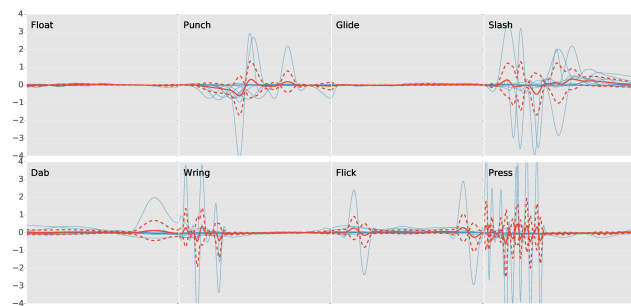 4
Float
Punch
Glide
Slash
3
2
1
0
−1
−2
−3
−4
4
Dab
Wring
Flick
Press
3
2
1
0
−1
−2
−3
−4